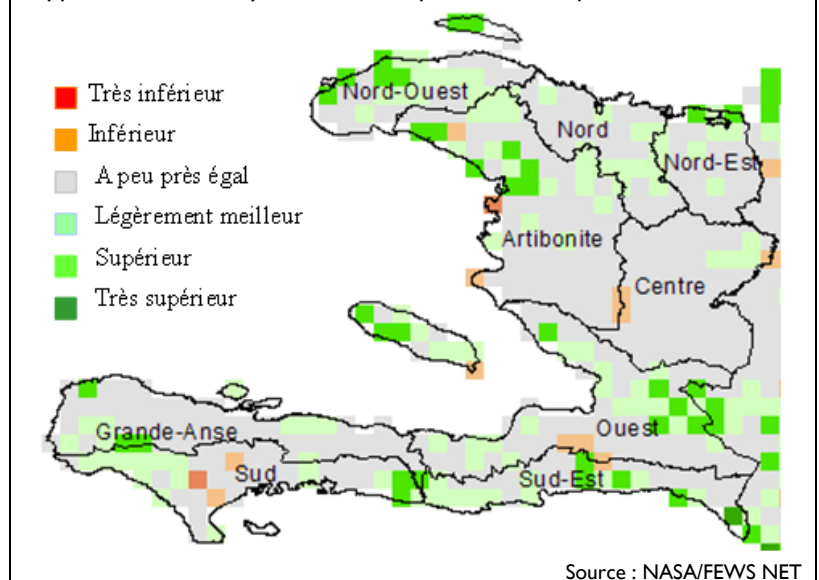 Très inférieur
Inférieur
A peu près égal
Légèrement meilleur
Supérieur
Très supérieur
Nord-Ouest
Nord
Nord-Est
Artibonite
Centre
Grande-Anse
Ouest
Sud
Sud-Est
Source : NASA/FEWS NET